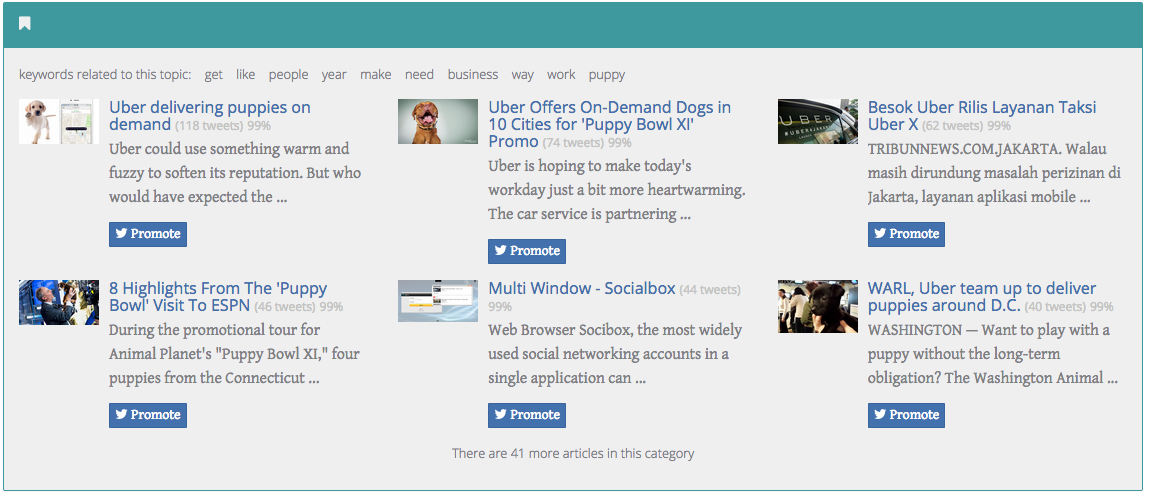 keywords related to this topic: get like people year make need business way work puppy
Uber delivering puppies on
demand (118 tweets) 99%
Uber could use something warm and
fuzzy to soften its reputation. But who
would have expected the ...
Promote
Uber Offers On-Demand Dogs in
10 Cities for 'Puppy Bowl XI'
Promo (74 tweets) 99%
Uber is hoping to make today's
workday just a bit more heartwarming.
The car service is partnering ...
Promote
UBER
Besok Uber Rilis Layanan Taksi
Uber X (62 tweets) 99%
TRIBUNNEWS.COM.JAKARTA. Walau
masih dirundung masalah perizinan di
Jakarta, layanan aplikasi mobile ...
Promote
8 Highlights From The 'Puppy
Bowl' Visit To ESPN (46 tweets) 99%
During the promotional tour for
Animal Planet's "Puppy Bowl XI," four
puppies from the Connecticut ...
Promote
Multi Window - Socialbox (44 tweets)
99%
Web Browser Socibox, the most widely
used social networking accounts in a
single application can ...
Promote
WARL, Uber team up to deliver
puppies around D.C. (40 tweets) 99%
WASHINGTON — Want to play with a
puppy without the long-term
obligation? The Washington Animal ...
Promote
There are 41 more articles in this category